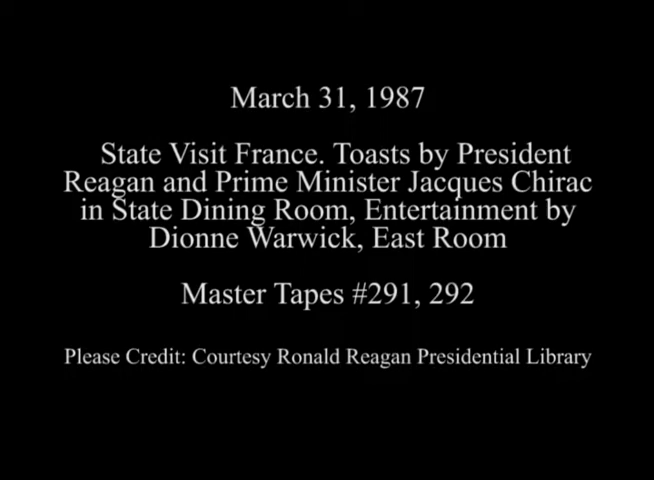 March 31, 1987
State Visit France. Toasts by President
Reagan and Prime Minister Jacques Chirac
in State Dining Room, Entertainment by
Dionne Warwick, East Room
Master Tapes #291, 292
Please Credit: Courtesy Ronald Reagan Presidential Library